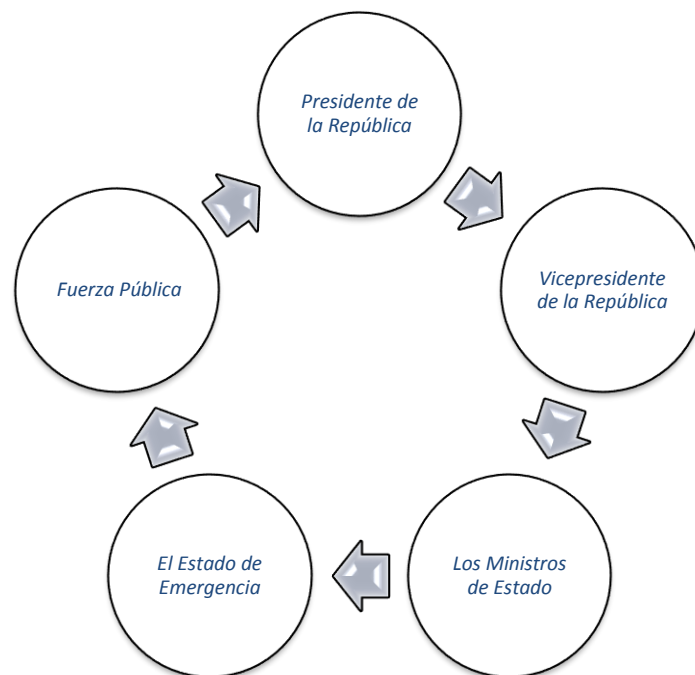 Presidente de
la República
Vicepresidente
de la República
Los Ministros
de Estado
El Estado de
Emergencia
Fuerza Pública